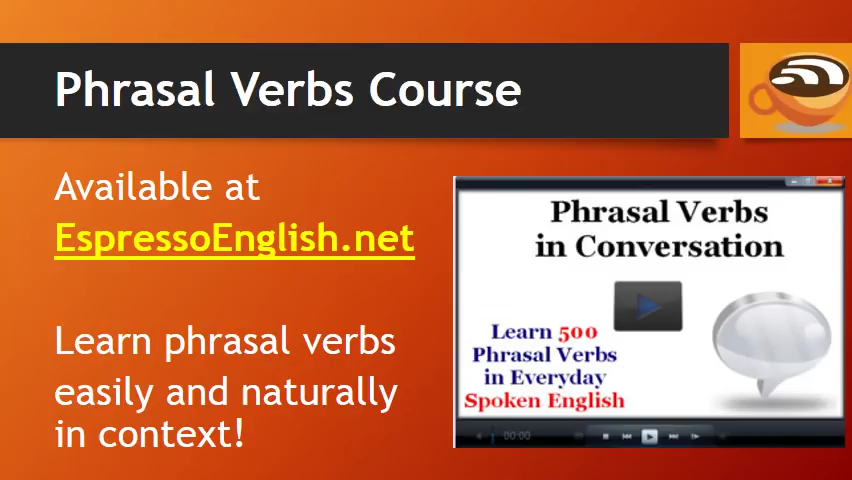 Phrasal Verbs Course
Available at
EspressoEnglish.net
Learn phrasal verbs
easily and naturally
in context!
Phrasal Verbs
in Conversation
Learn 500
Phrasal Verbs
in Everyday
Spoken English
00:00